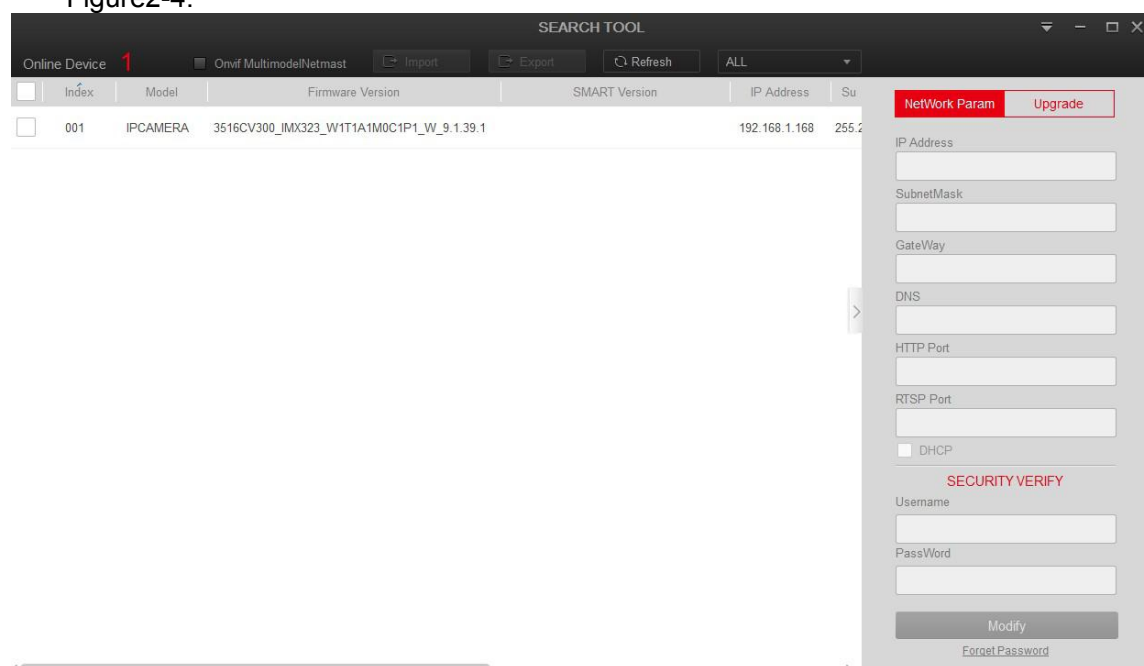 Figure2-4.
SEARCH TOOL
Online Device 1 Onvif MultimodelNetmast Import Export Refresh ALL
Index Model Firmware Version SMART Version IP Address Su
001 IPCAMERA 3516CV300_IMX323_W1T1A1M0C1P1_W_9.1.39.1 192.168.1.168 255.2
NetWork Param Upgrade
IP Address
SubnetMask
GateWay
DNS
HTTP Port
RTSP Port
DHCP
SECURITY VERIFY
Username
PassWord
Modify
Forget Password